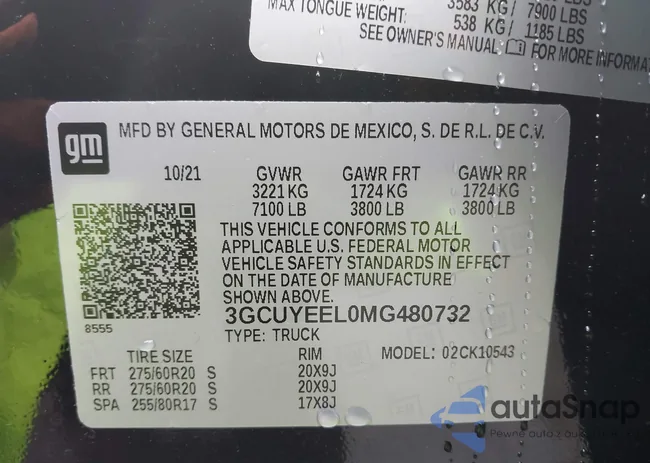 3583 KG/ 7900 LBS
MAX TONGUE WEIGHT: 538 KG / 1185 LBS
SEE OWNER'S MANUAL FOR MORE INFORMA
gm MFD BY GENERAL MOTORS DE MEXICO, S. DE R.L. DE C.V.
10/21 GVWR GAWR FRT GAWR RR
3221 KG 1724 KG 1724 KG
7100 LB 3800 LB 3800 LB
THIS VEHICLE CONFORMS TO ALL
APPLICABLE U.S. FEDERAL MOTOR
VEHICLE SAFETY STANDARDS IN EFFECT
ON THE DATE OF MANUFACTURE
SHOWN ABOVE.
8555
3GCUYEEL0MG480732
TYPE: TRUCK
TIRE SIZE RIM MODEL: 02CK10543
FRT 275/60R20 S 20X9J
RR 275/60R20 S 20X9J
SPA 255/80R17 S 17X8J
autaSnap
Pewne auto z